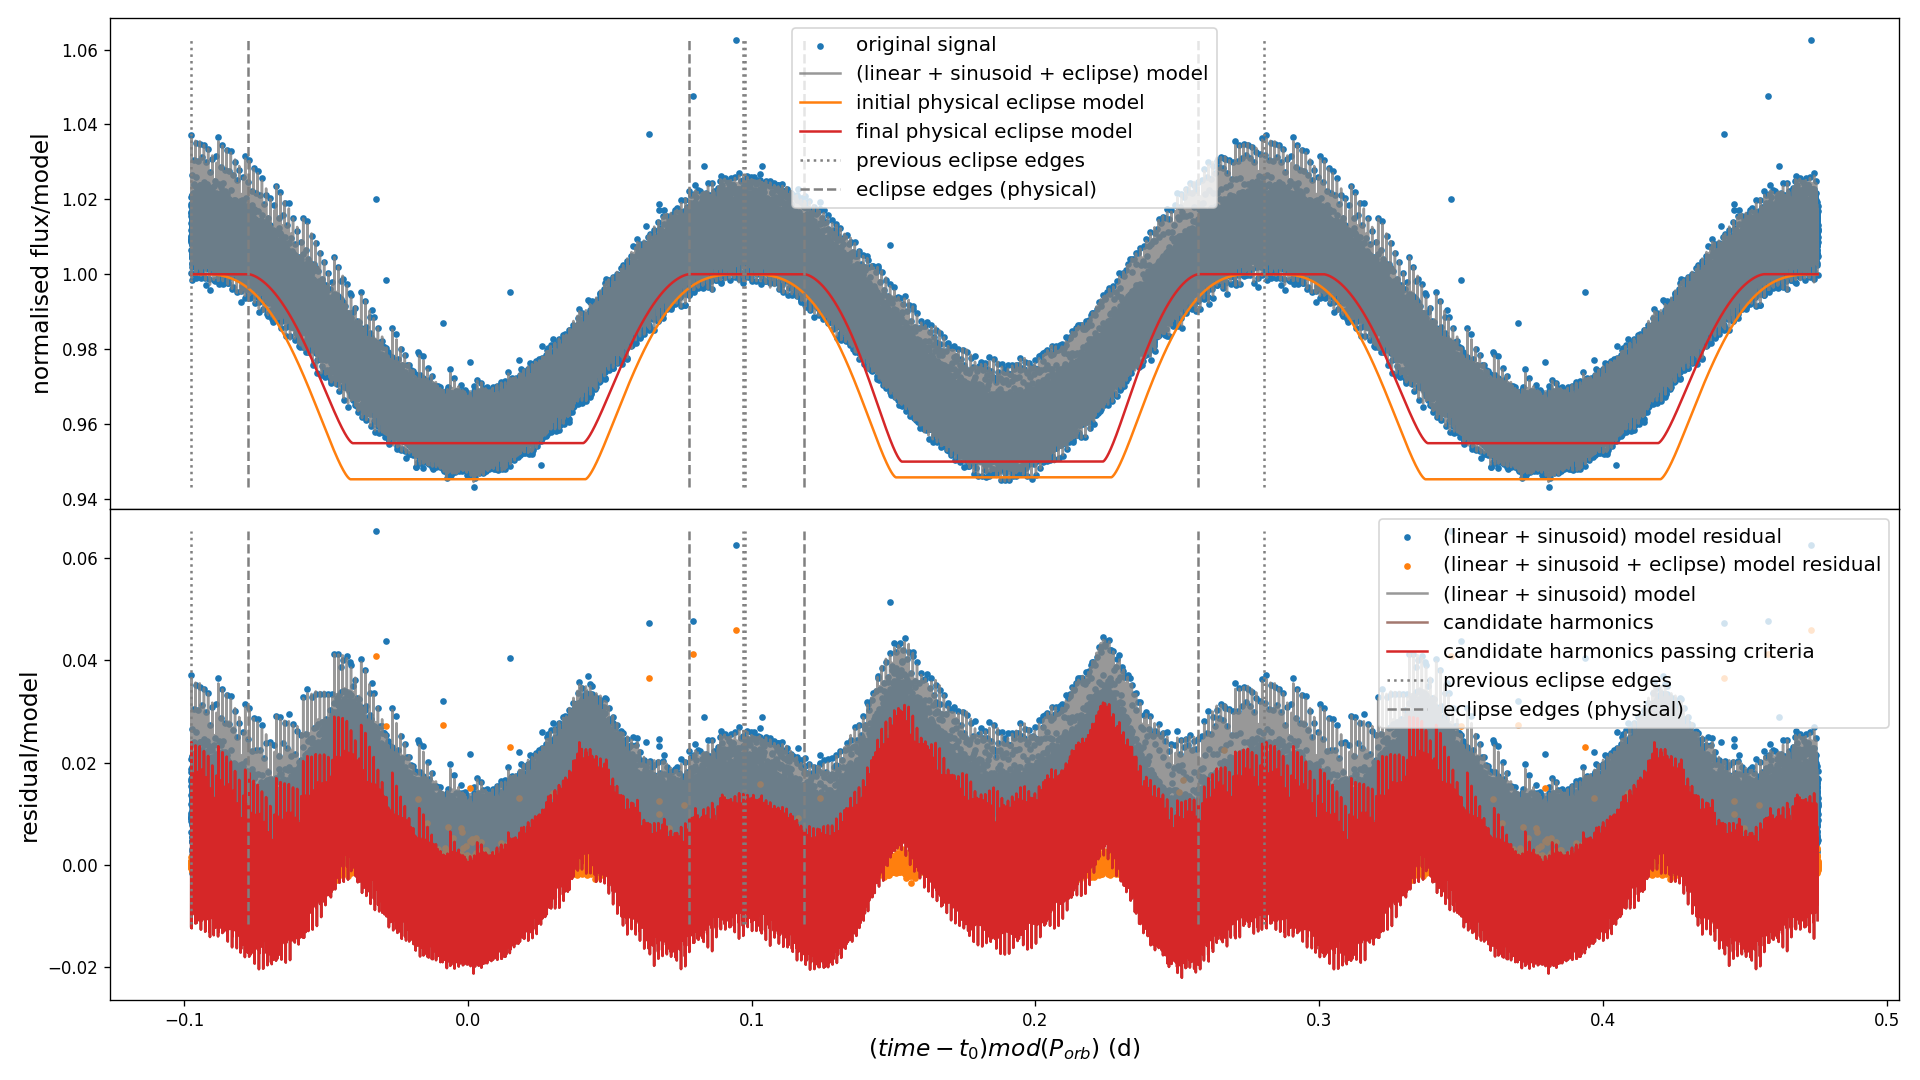 normalised flux/model
1.06
1.04
1.02
1.00
0.98
0.96
0.94
original signal
(linear + sinusoid + eclipse) model
initial physical eclipse model
final physical eclipse model
previous eclipse edges
eclipse edges (physical)
residual/model
0.06
0.04
0.02
0.00
−0.02
(linear + sinusoid) model residual
(linear + sinusoid + eclipse) model residual
(linear + sinusoid) model
candidate harmonics
candidate harmonics passing criteria
previous eclipse edges
eclipse edges (physical)
−0.1 0.0 0.1 0.2 0.3 0.4 0.5
(time − t₀)mod(Pₒᵣb) (d)